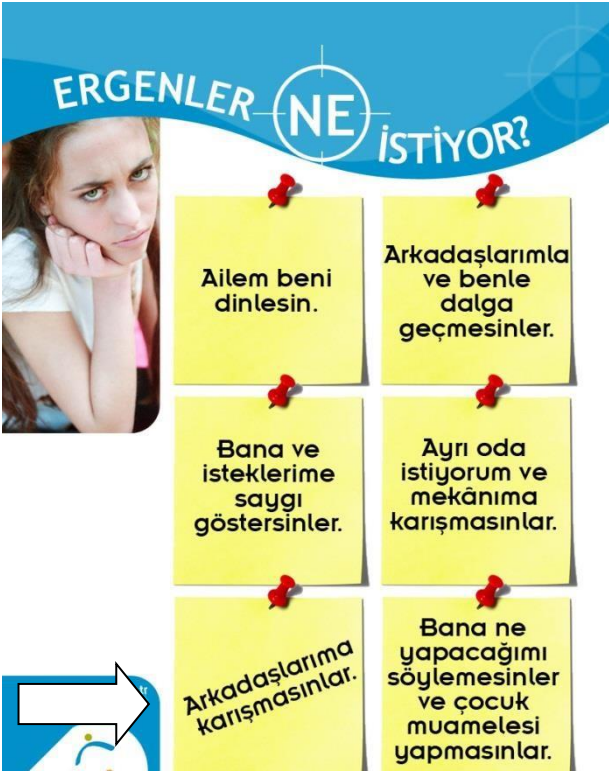 ERGENLER NE İSTİYOR?
Ailem beni
dinlesin.
Arkadaşlarımla
ve benle
dalga
geçmesinler.
Bana ve
isteklerime
saygı
göstersinler.
Ayrı oda
istiyorum ve
mekânıma
karışmasınlar.
Arkadaşlarıma
karışmasınlar.
Bana ne
yapacağımı
söylemesinler
ve çocuk
muamelesi
yapmasınlar.
tr